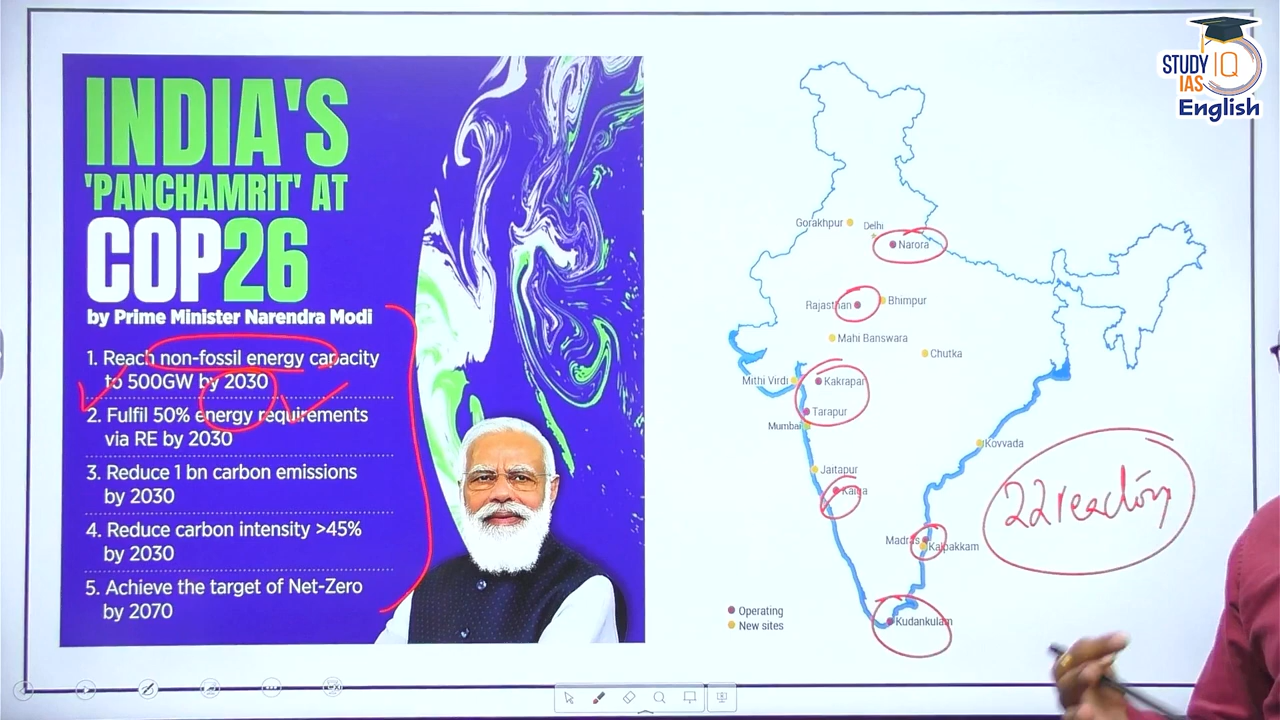 INDIA'S
'PANCHAMRIT' AT
COP26
by Prime Minister Narendra Modi
1. Reach non-fossil energy capacity
to 500GW by 2030
2. Fulfil 50% energy requirements
via RE by 2030
3. Reduce 1 bn carbon emissions
by 2030
4. Reduce carbon intensity >45%
by 2030
5. Achieve the target of Net-Zero
by 2070
Gorakhpur
Delhi
Narora
Rajasthan
Bhimpur
Mahi Banswara
Chutka
Mithi Virdi
Kakrapar
Tarapur
Mumbai
Kovvada
Jaitapur
Kaiga
Madras
Kalpakkam
Kudankulam
Operating
New sites
22 reactors
STUDY IQ
IAS
English